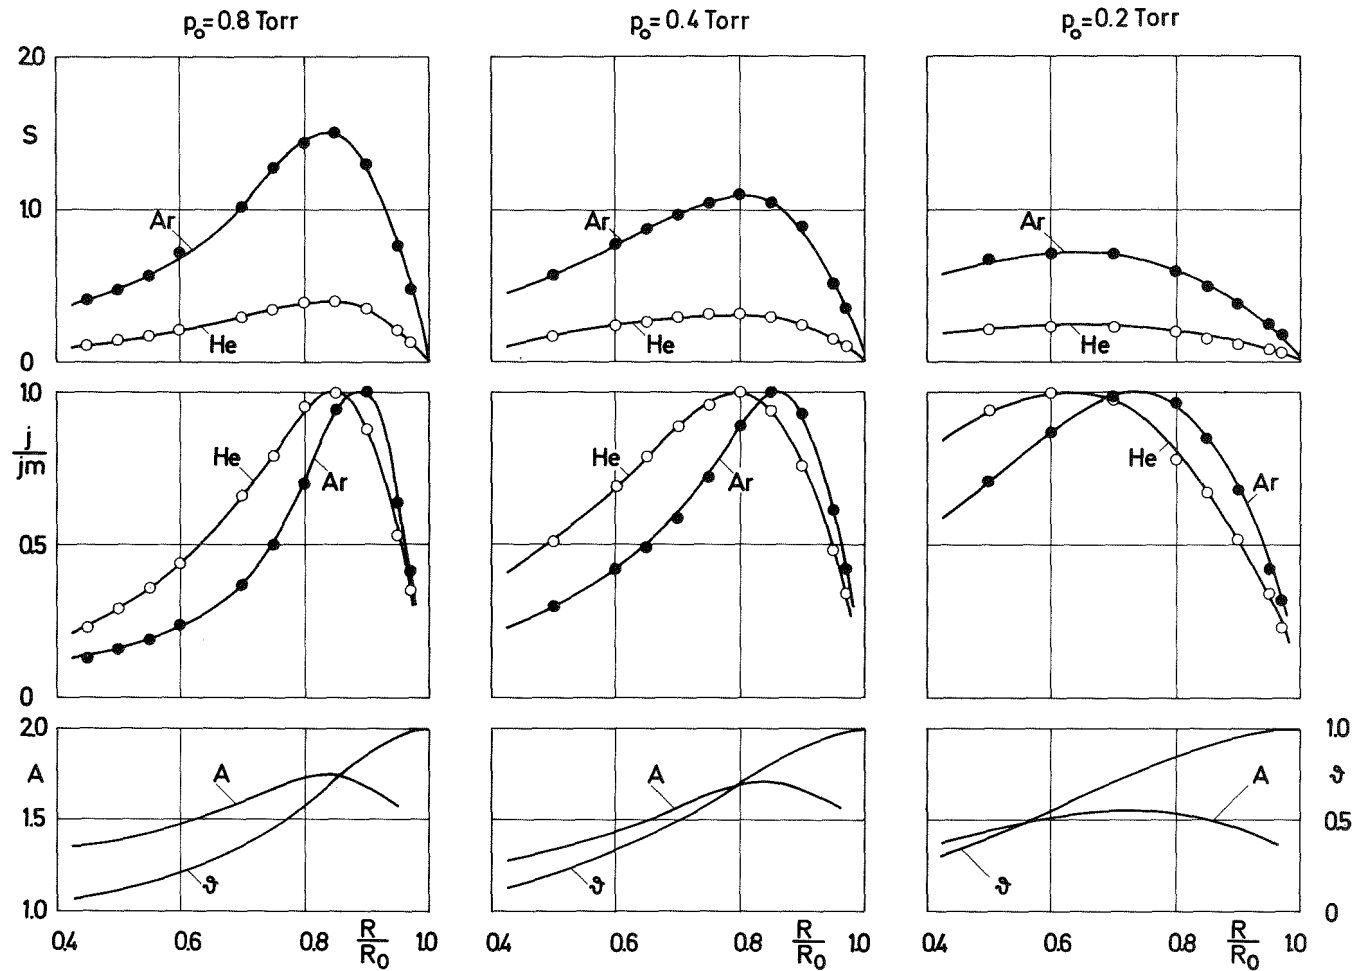 p₀=0.8 Torr p₀=0.4 Torr p₀=0.2 Torr
2.0
S
1.0
Ar Ar Ar
He He He
0
1.0
j/jm
He Ar He Ar He Ar
0.5
0
2.0 1.0
A A A A ϑ
1.5 0.5
ϑ ϑ ϑ
1.0 0
0.4 0.6 0.8 R/R₀ 1.0 0.4 0.6 0.8 R/R₀ 1.0 0.4 0.6 0.8 R/R₀ 1.0